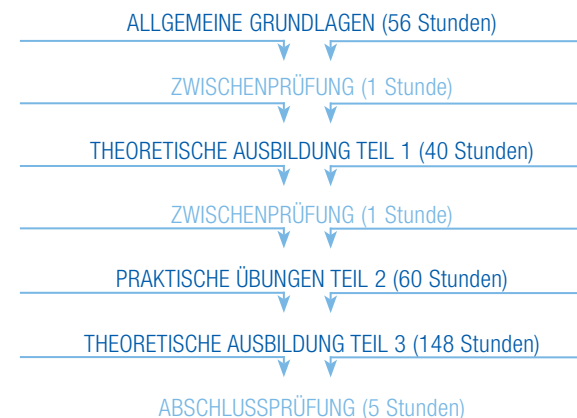 ALLGEMEINE GRUNDLAGEN (56 Stunden)
ZWISCHENPRÜFUNG (1 Stunde)
THEORETISCHE AUSBILDUNG TEIL 1 (40 Stunden)
ZWISCHENPRÜFUNG (1 Stunde)
PRAKTISCHE ÜBUNGEN TEIL 2 (60 Stunden)
THEORETISCHE AUSBILDUNG TEIL 3 (148 Stunden)
ABSCHLUSSPRÜFUNG (5 Stunden)